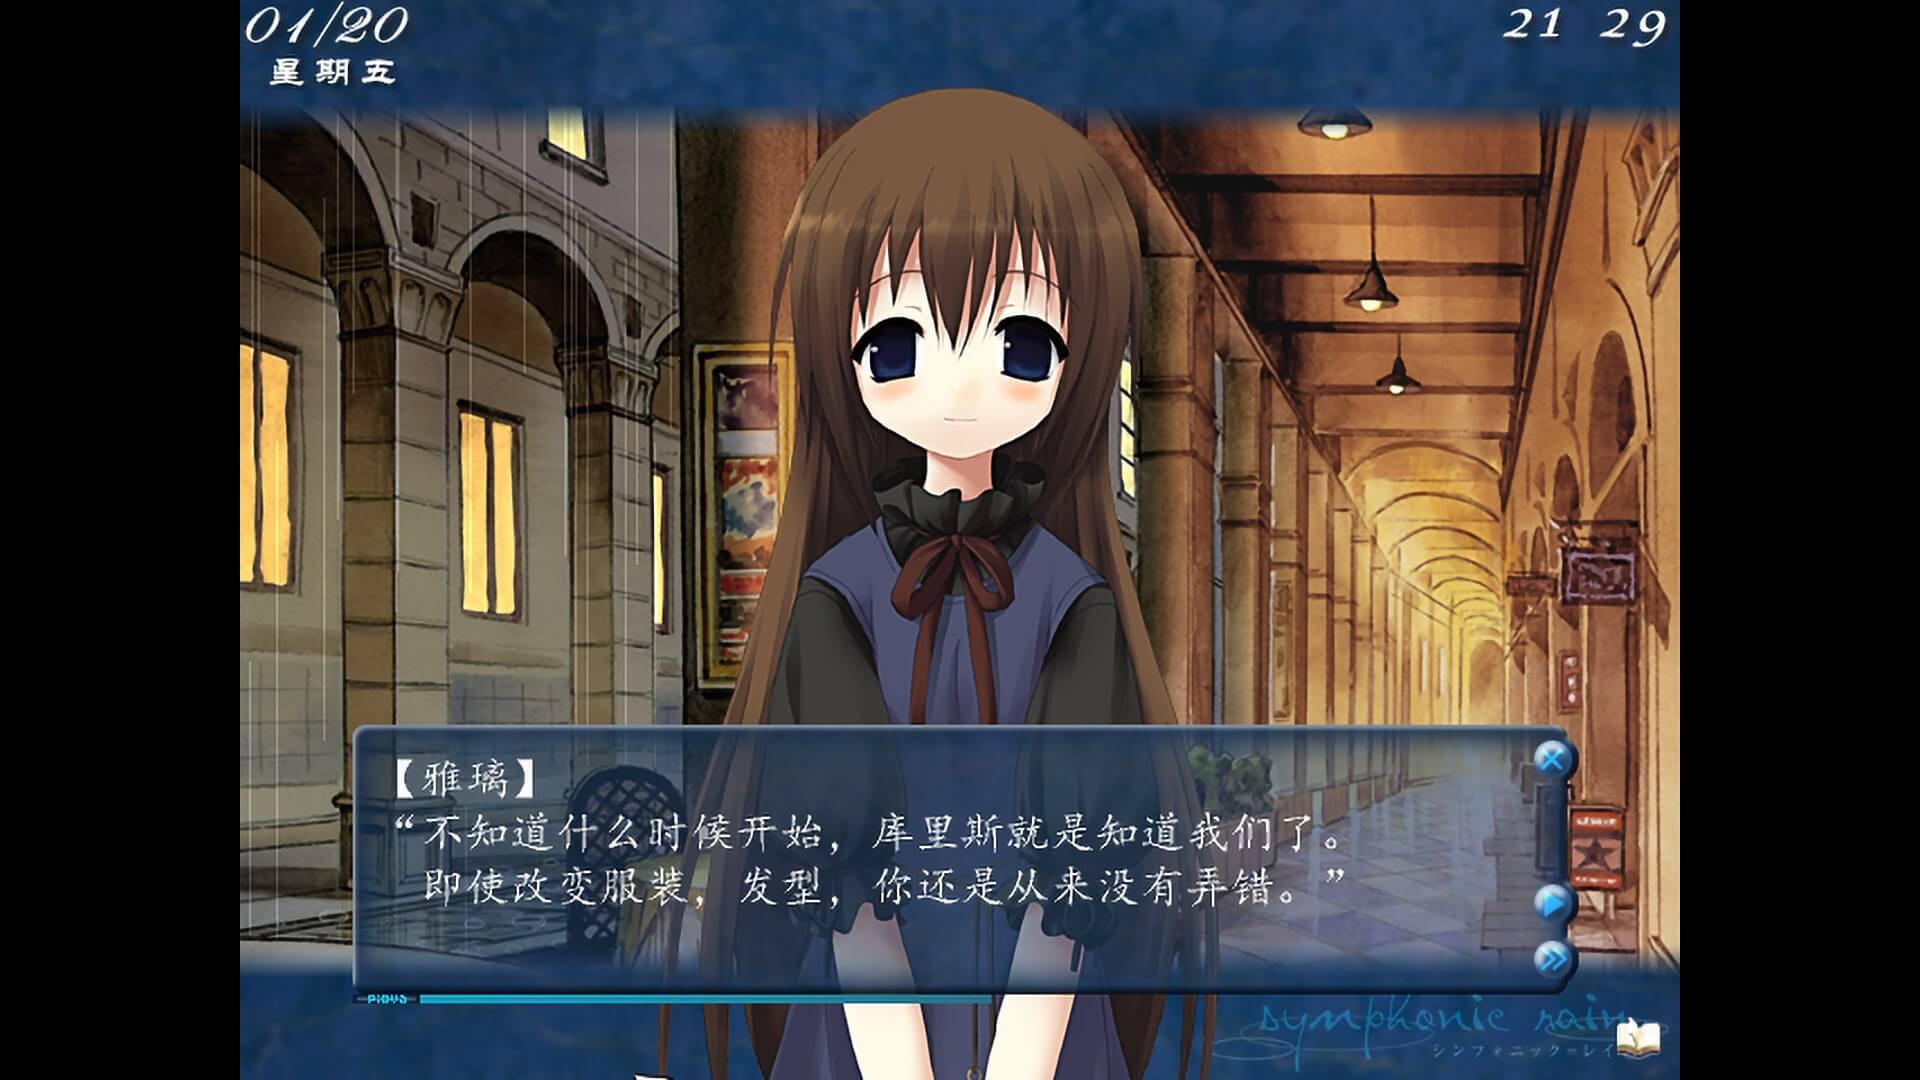 01/20
星期五
21 29
【雅璃】
“不知道什么时候开始，库里斯就是知道我们了。
即使改变服装，发型，你还是从来没有弄错。”
symphonic rain
シンフォニック＝レイ